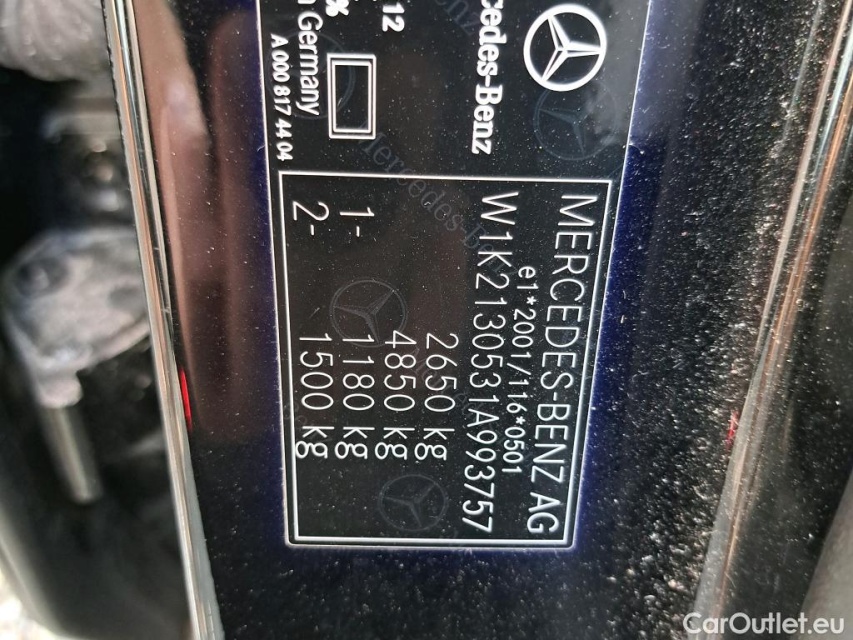 cedes-Benz
12
Germany
A 000 817 44 04
MERCEDES-BENZ AG
e1*2001/116*0501
W1K2130531A993757
2650 kg
4850 kg
1- 1180 kg
2- 1500 kg
Mercedes-B
CarOutlet.eu